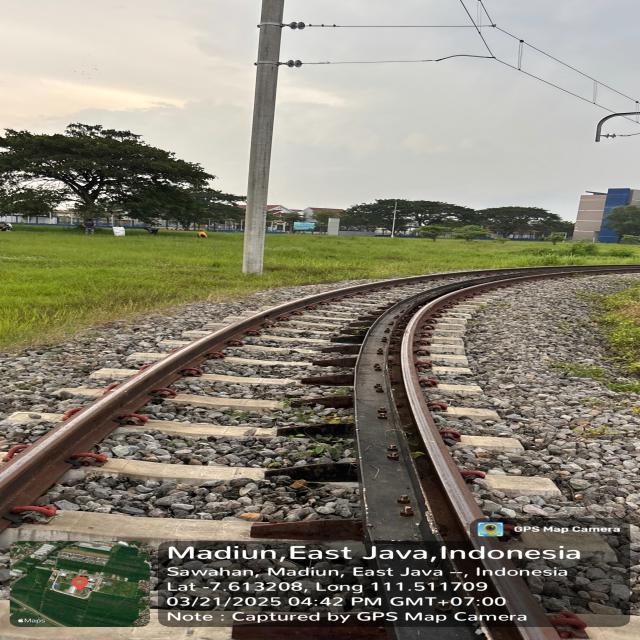 GPS Map Camera
Madiun,East Java,Indonesia
Sawahan, Madiun, East Java –, Indonesia
Lat -7.613208, Long 111.511709
03/21/2025 04:42 PM GMT+07:00
Note : Captured by GPS Map Camera
Maps